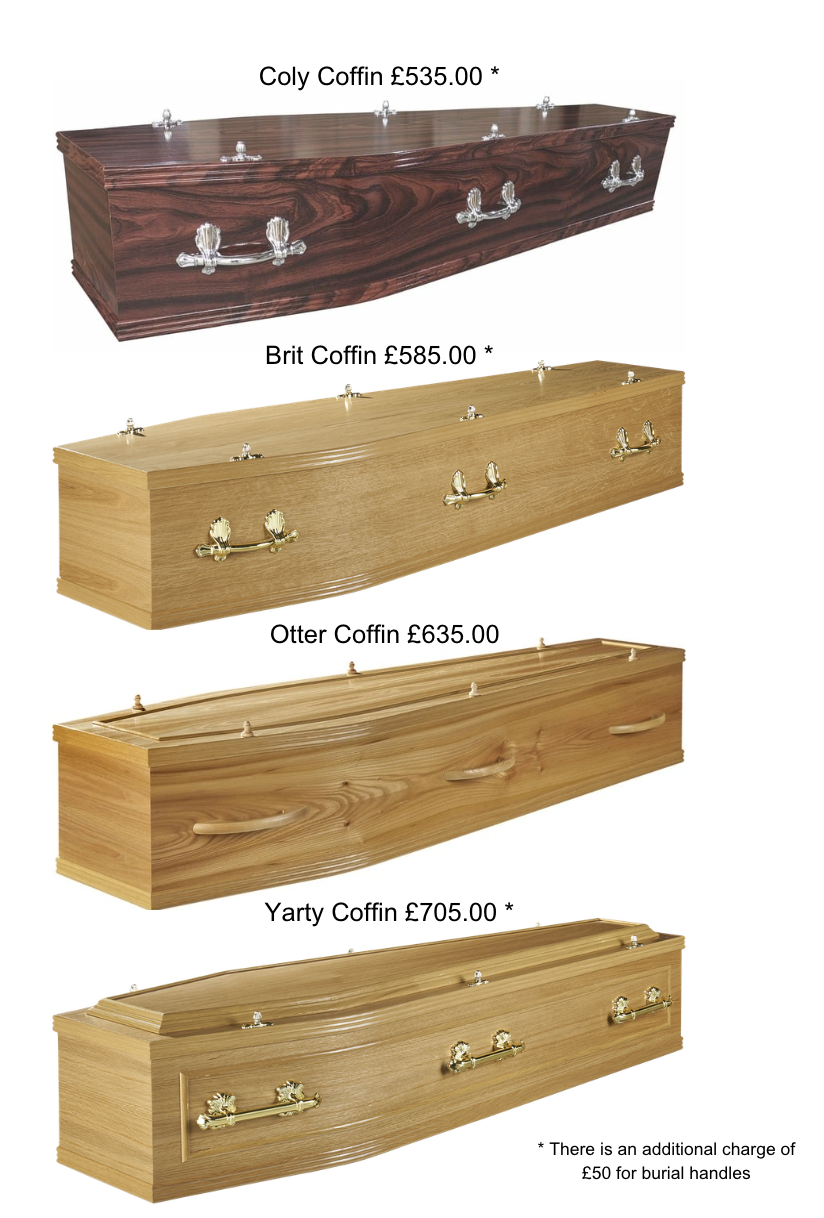 Coly Coffin £535.00 *
Brit Coffin £585.00 *
Otter Coffin £635.00
Yarty Coffin £705.00 *
* There is an additional charge of
£50 for burial handles